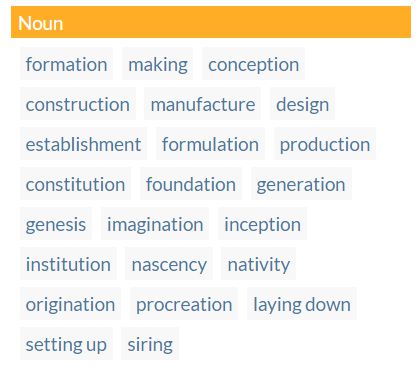 Noun
formation making conception
construction manufacture design
establishment formulation production
constitution foundation generation
genesis imagination inception
institution nascency nativity
origination procreation laying down
setting up siring